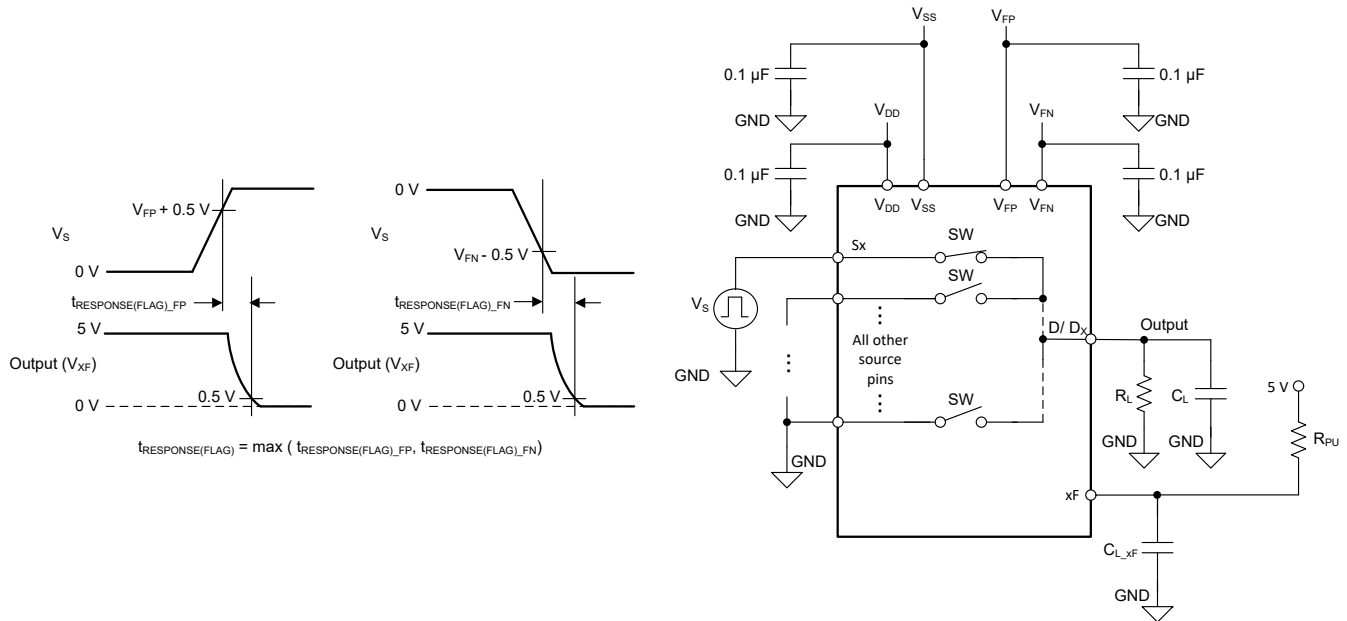 0 V
V_FP + 0.5 V
V_S
0 V
t_RESPONSE(FLAG)_FP
5 V
Output (V_XF)
0.5 V
0 V
0 V
V_S
V_FN - 0.5 V
t_RESPONSE(FLAG)_FN
5 V
Output (V_XF)
0.5 V
0 V
t_RESPONSE(FLAG) = max ( t_RESPONSE(FLAG)_FP, t_RESPONSE(FLAG)_FN)
V_SS
V_FP
0.1 µF
0.1 µF
GND
V_DD
V_FN
GND
0.1 µF
0.1 µF
GND
V_DD
V_SS
V_FP
V_FN
GND
Sx
SW
SW
V_S
GND
...
All other
source
pins
...
...
SW
GND
D/ D_X
Output
R_L
C_L
GND
GND
5 V
R_PU
xF
C_L_xF
GND